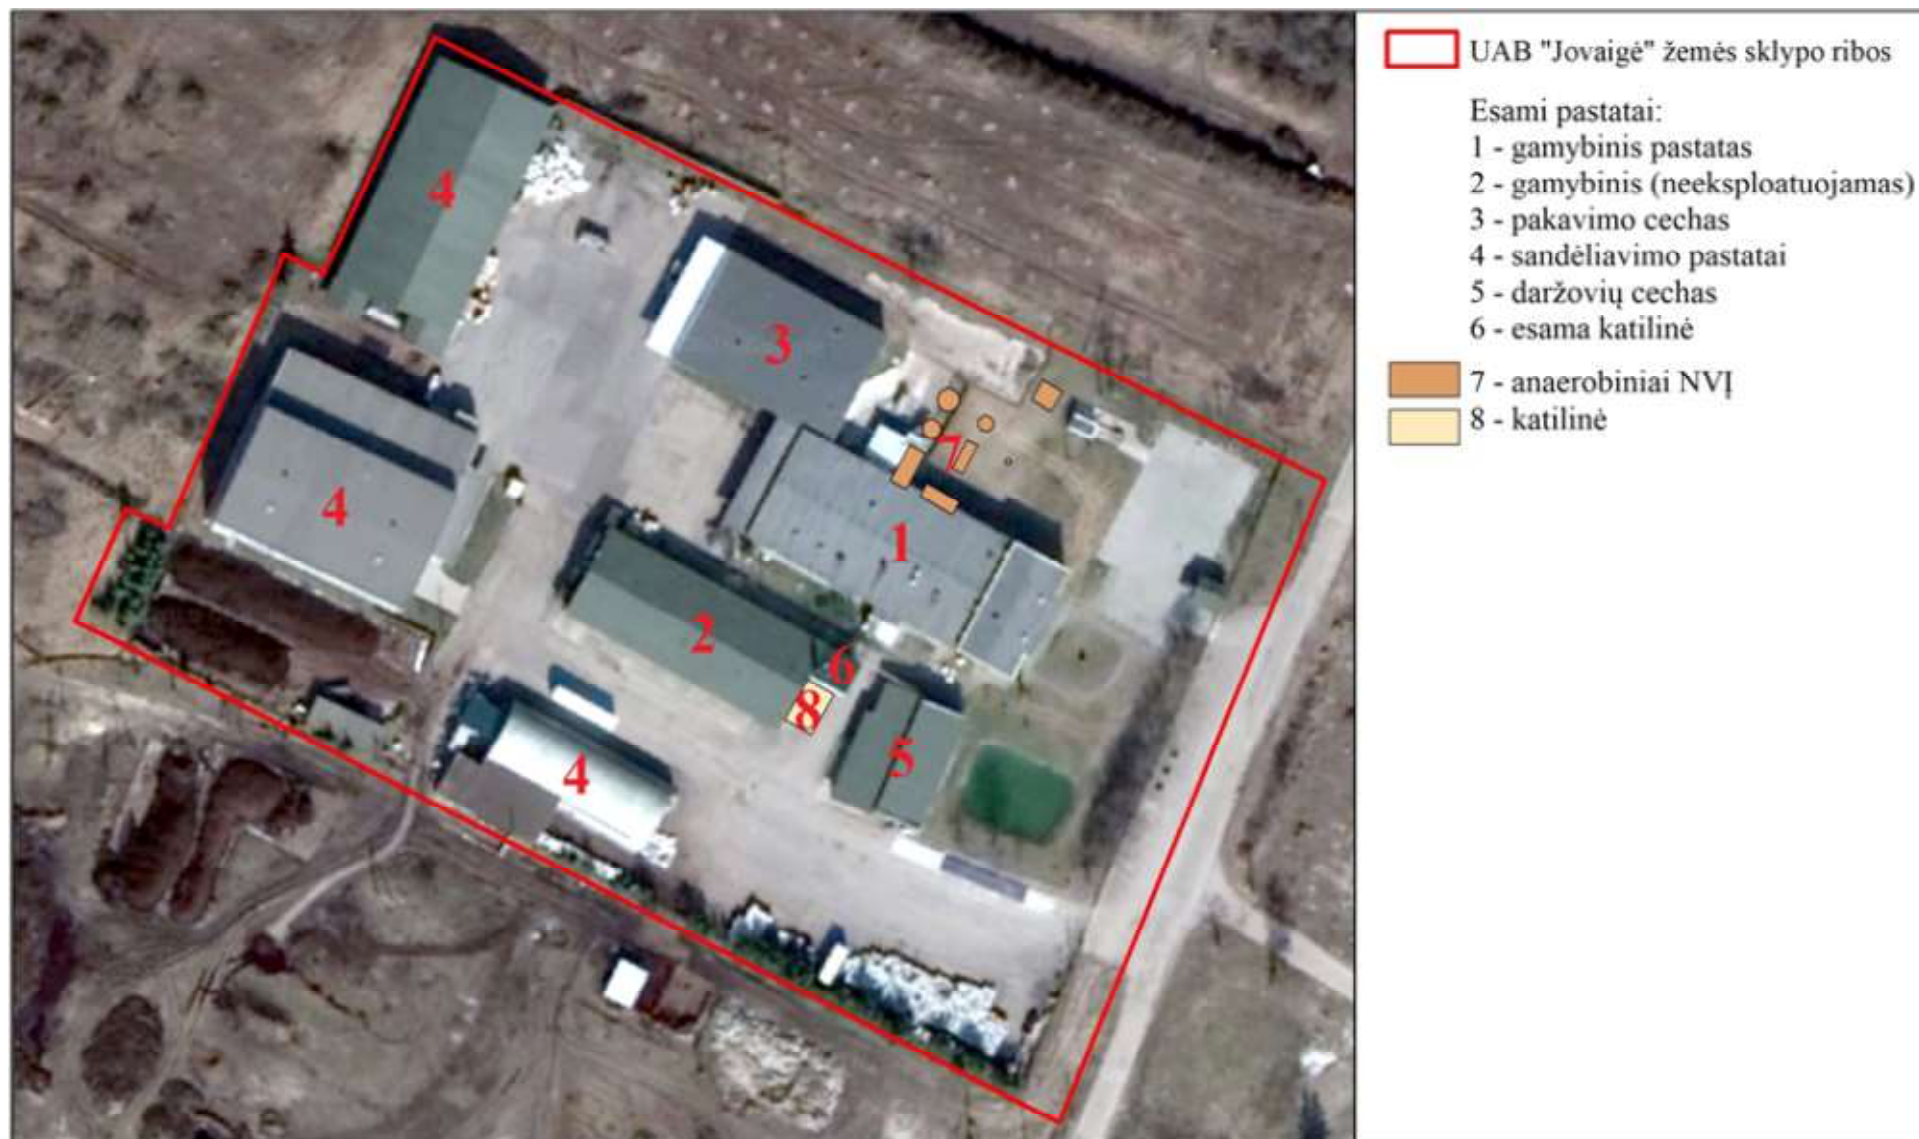 UAB "Jovaigė" žemės sklypo ribos
Esami pastatai:
1 - gamybinis pastatas
2 - gamybinis (neeksploatuojamas)
3 - pakavimo cechas
4 - sandėliavimo pastatai
5 - daržovių cechas
6 - esama katilinė
7 - anaerobiniai NVĮ
8 - katilinė
4
3
7
4
1
2
6
8
5
4